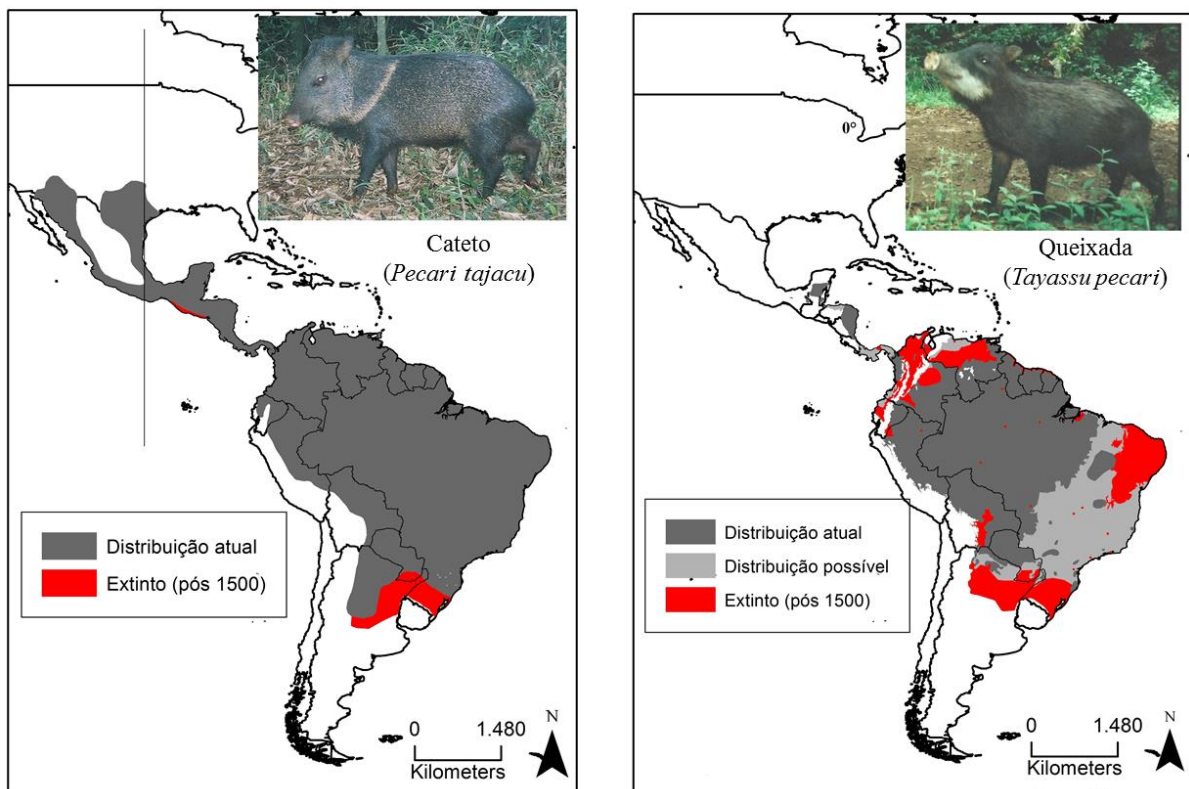 Cateto
(Pecari tajacu)
Distribuição atual
Extinto (pós 1500)
0
1.480
Kilometers
N
0°
Queixada
(Tayassu pecari)
Distribuição atual
Distribuição possível
Extinto (pós 1500)
0
1.480
Kilometers
N